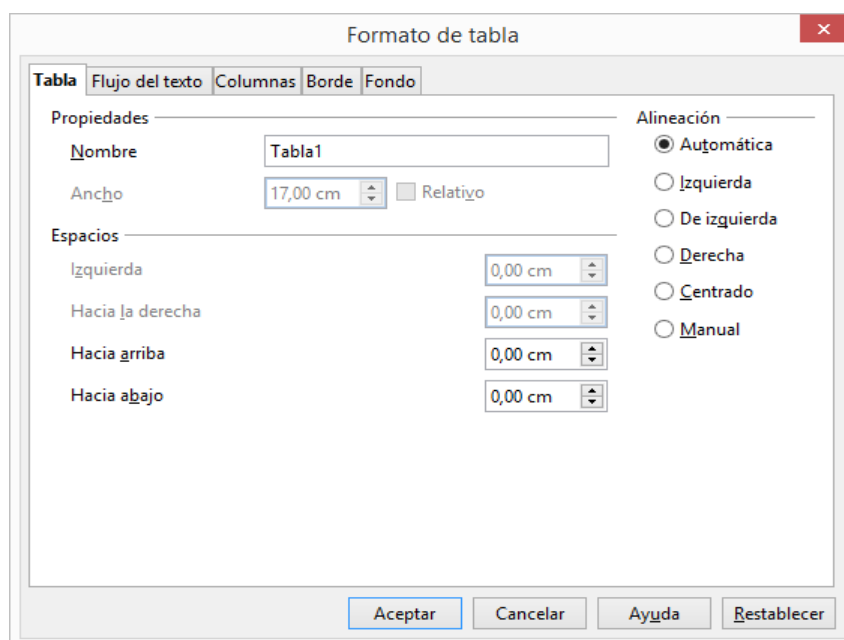 Formato de tabla
Tabla Flujo del texto Columnas Borde Fondo
Propiedades
Nombre Tabla1
Ancho 17,00 cm Relativo
Espacios
Izquierda 0,00 cm
Hacia la derecha 0,00 cm
Hacia arriba 0,00 cm
Hacia abajo 0,00 cm
Alineación
Automática
Izquierda
De izquierda
Derecha
Centrado
Manual
Aceptar Cancelar Ayuda Restablecer